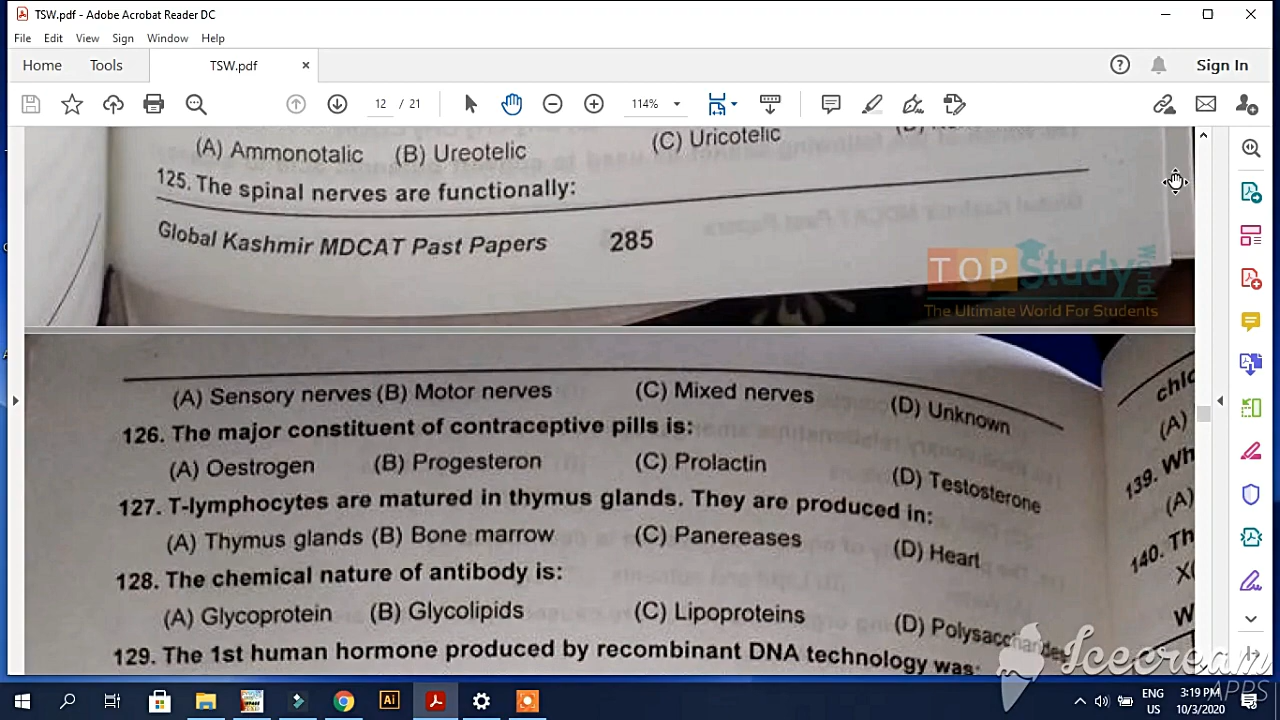 TSW.pdf - Adobe Acrobat Reader DC
File Edit View Sign Window Help
Home Tools TSW.pdf × Sign In
12 / 21 114%
(A) Ammonotalic (B) Ureotelic (C) Uricotelic
125. The spinal nerves are functionally:
Global Kashmir MDCAT Past Papers 285
TOP Study World
The Ultimate World For Students
(A) Sensory nerves (B) Motor nerves (C) Mixed nerves (D) Unknown
126. The major constituent of contraceptive pills is:
(A) Oestrogen (B) Progesteron (C) Prolactin (D) Testosterone
127. T-lymphocytes are matured in thymus glands. They are produced in:
(A) Thymus glands (B) Bone marrow (C) Panereases (D) Heart
128. The chemical nature of antibody is:
(A) Glycoprotein (B) Glycolipids (C) Lipoproteins (D) Polysaccharides
129. The 1st human hormone produced by recombinant DNA technology was:
chlo
(A)
139. Wh
(A)
140. Th
X(
W
Icecream
APPS
ENG
US
3:19 PM
10/3/2020